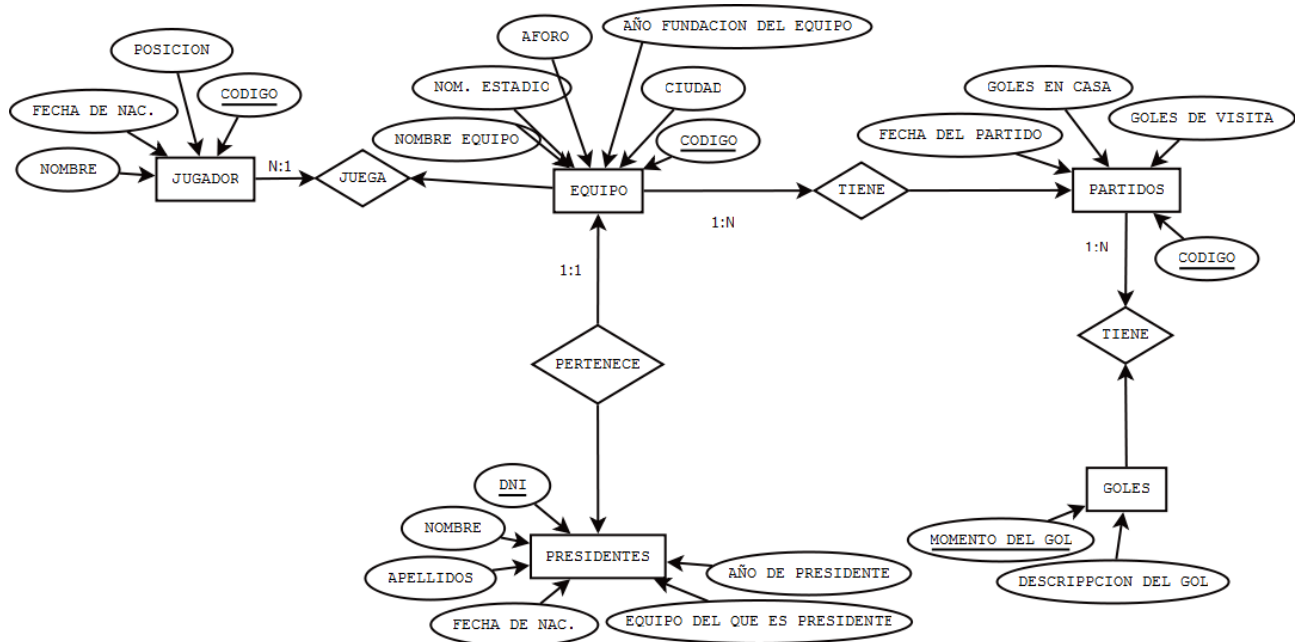 AÑO FUNDACION DEL EQUIPO
AFORO
POSICION
NOM. ESTADIO
CIUDAD
GOLES EN CASA
CODIGO
FECHA DE NAC.
GOLES DE VISITA
FECHA DEL PARTIDO
NOMBRE EQUIPO
CODIGO
NOMBRE
JUGADOR
N:1
JUEGA
EQUIPO
1:N
TIENE
PARTIDOS
1:N
CODIGO
1:1
TIENE
PERTENECE
DNI
GOLES
NOMBRE
MOMENTO DEL GOL
PRESIDENTES
APELLIDOS
AÑO DE PRESIDENTE
DESCRIPPCION DEL GOL
FECHA DE NAC.
EQUIPO DEL QUE ES PRESIDENTE